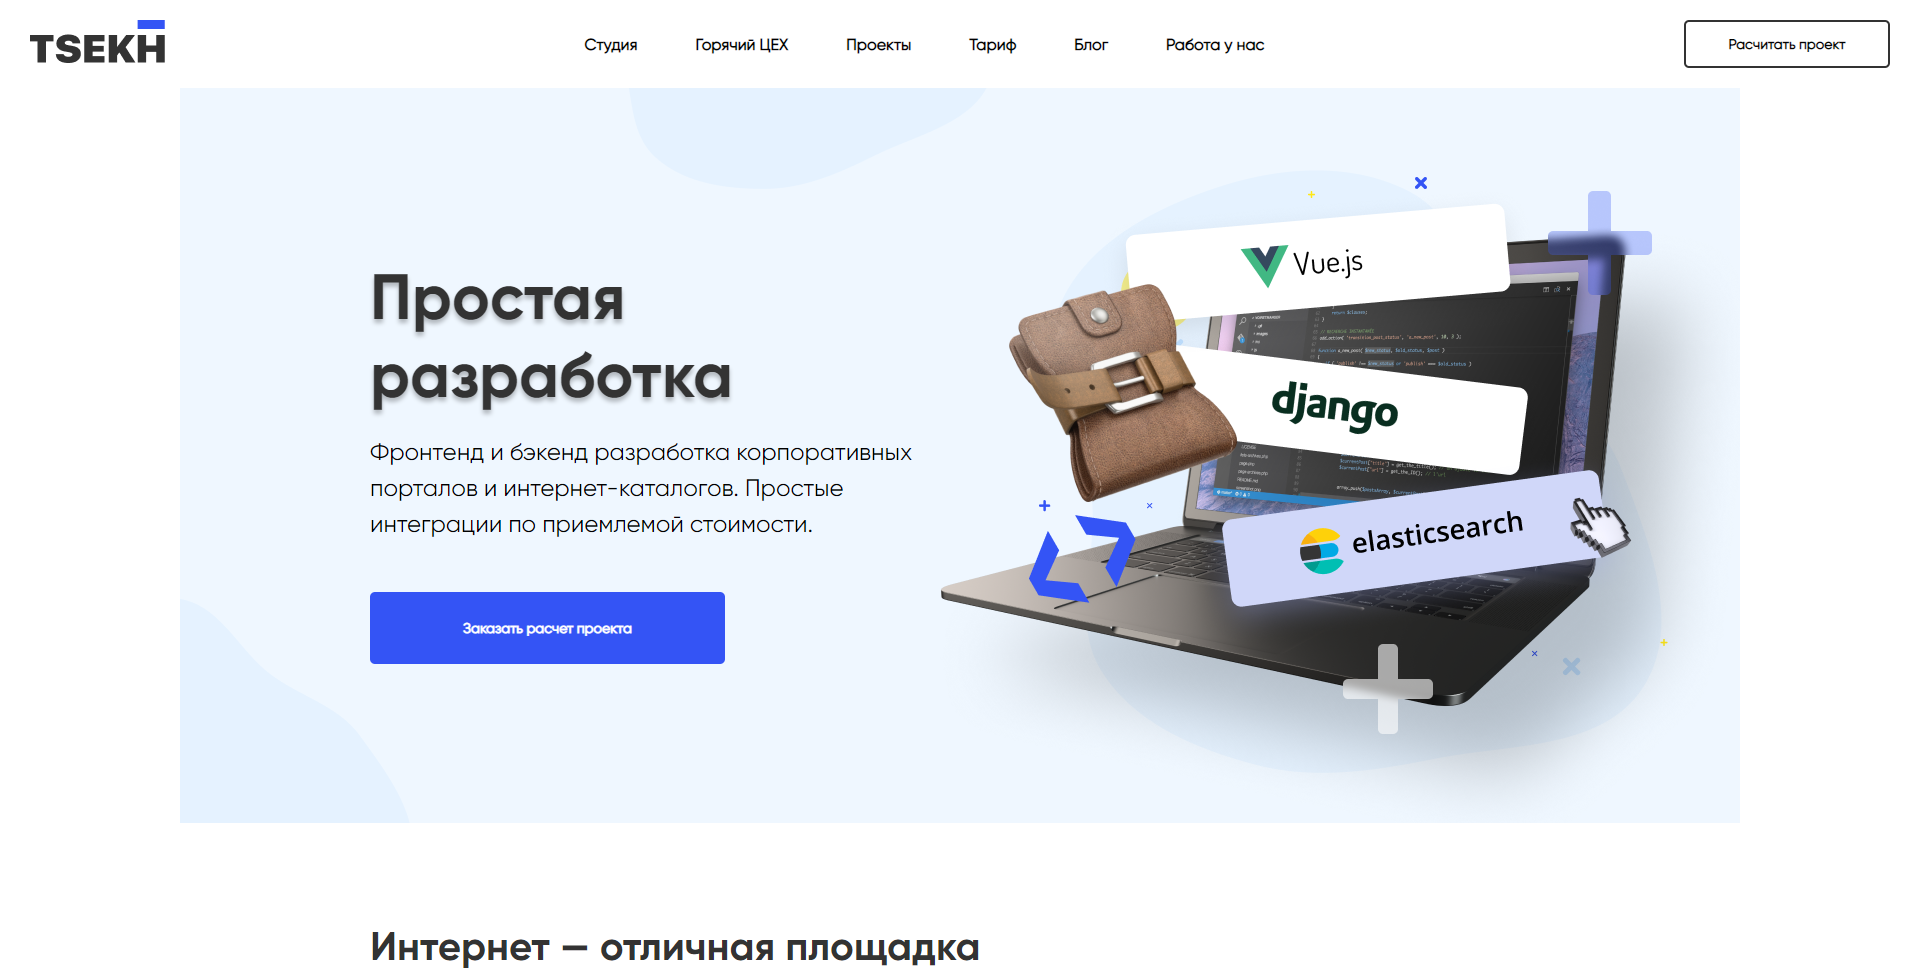 TSEKH
Студия
Горячий ЦЕХ
Проекты
Тариф
Блог
Работа у нас
Расчитать проект
Простая
разработка
Фронтенд и бэкенд разработка корпоративных
порталов и интернет-каталогов. Простые
интеграции по приемлемой стоимости.
Заказать расчет проекта
Vue.js
django
elasticsearch
Интернет — отличная площадка